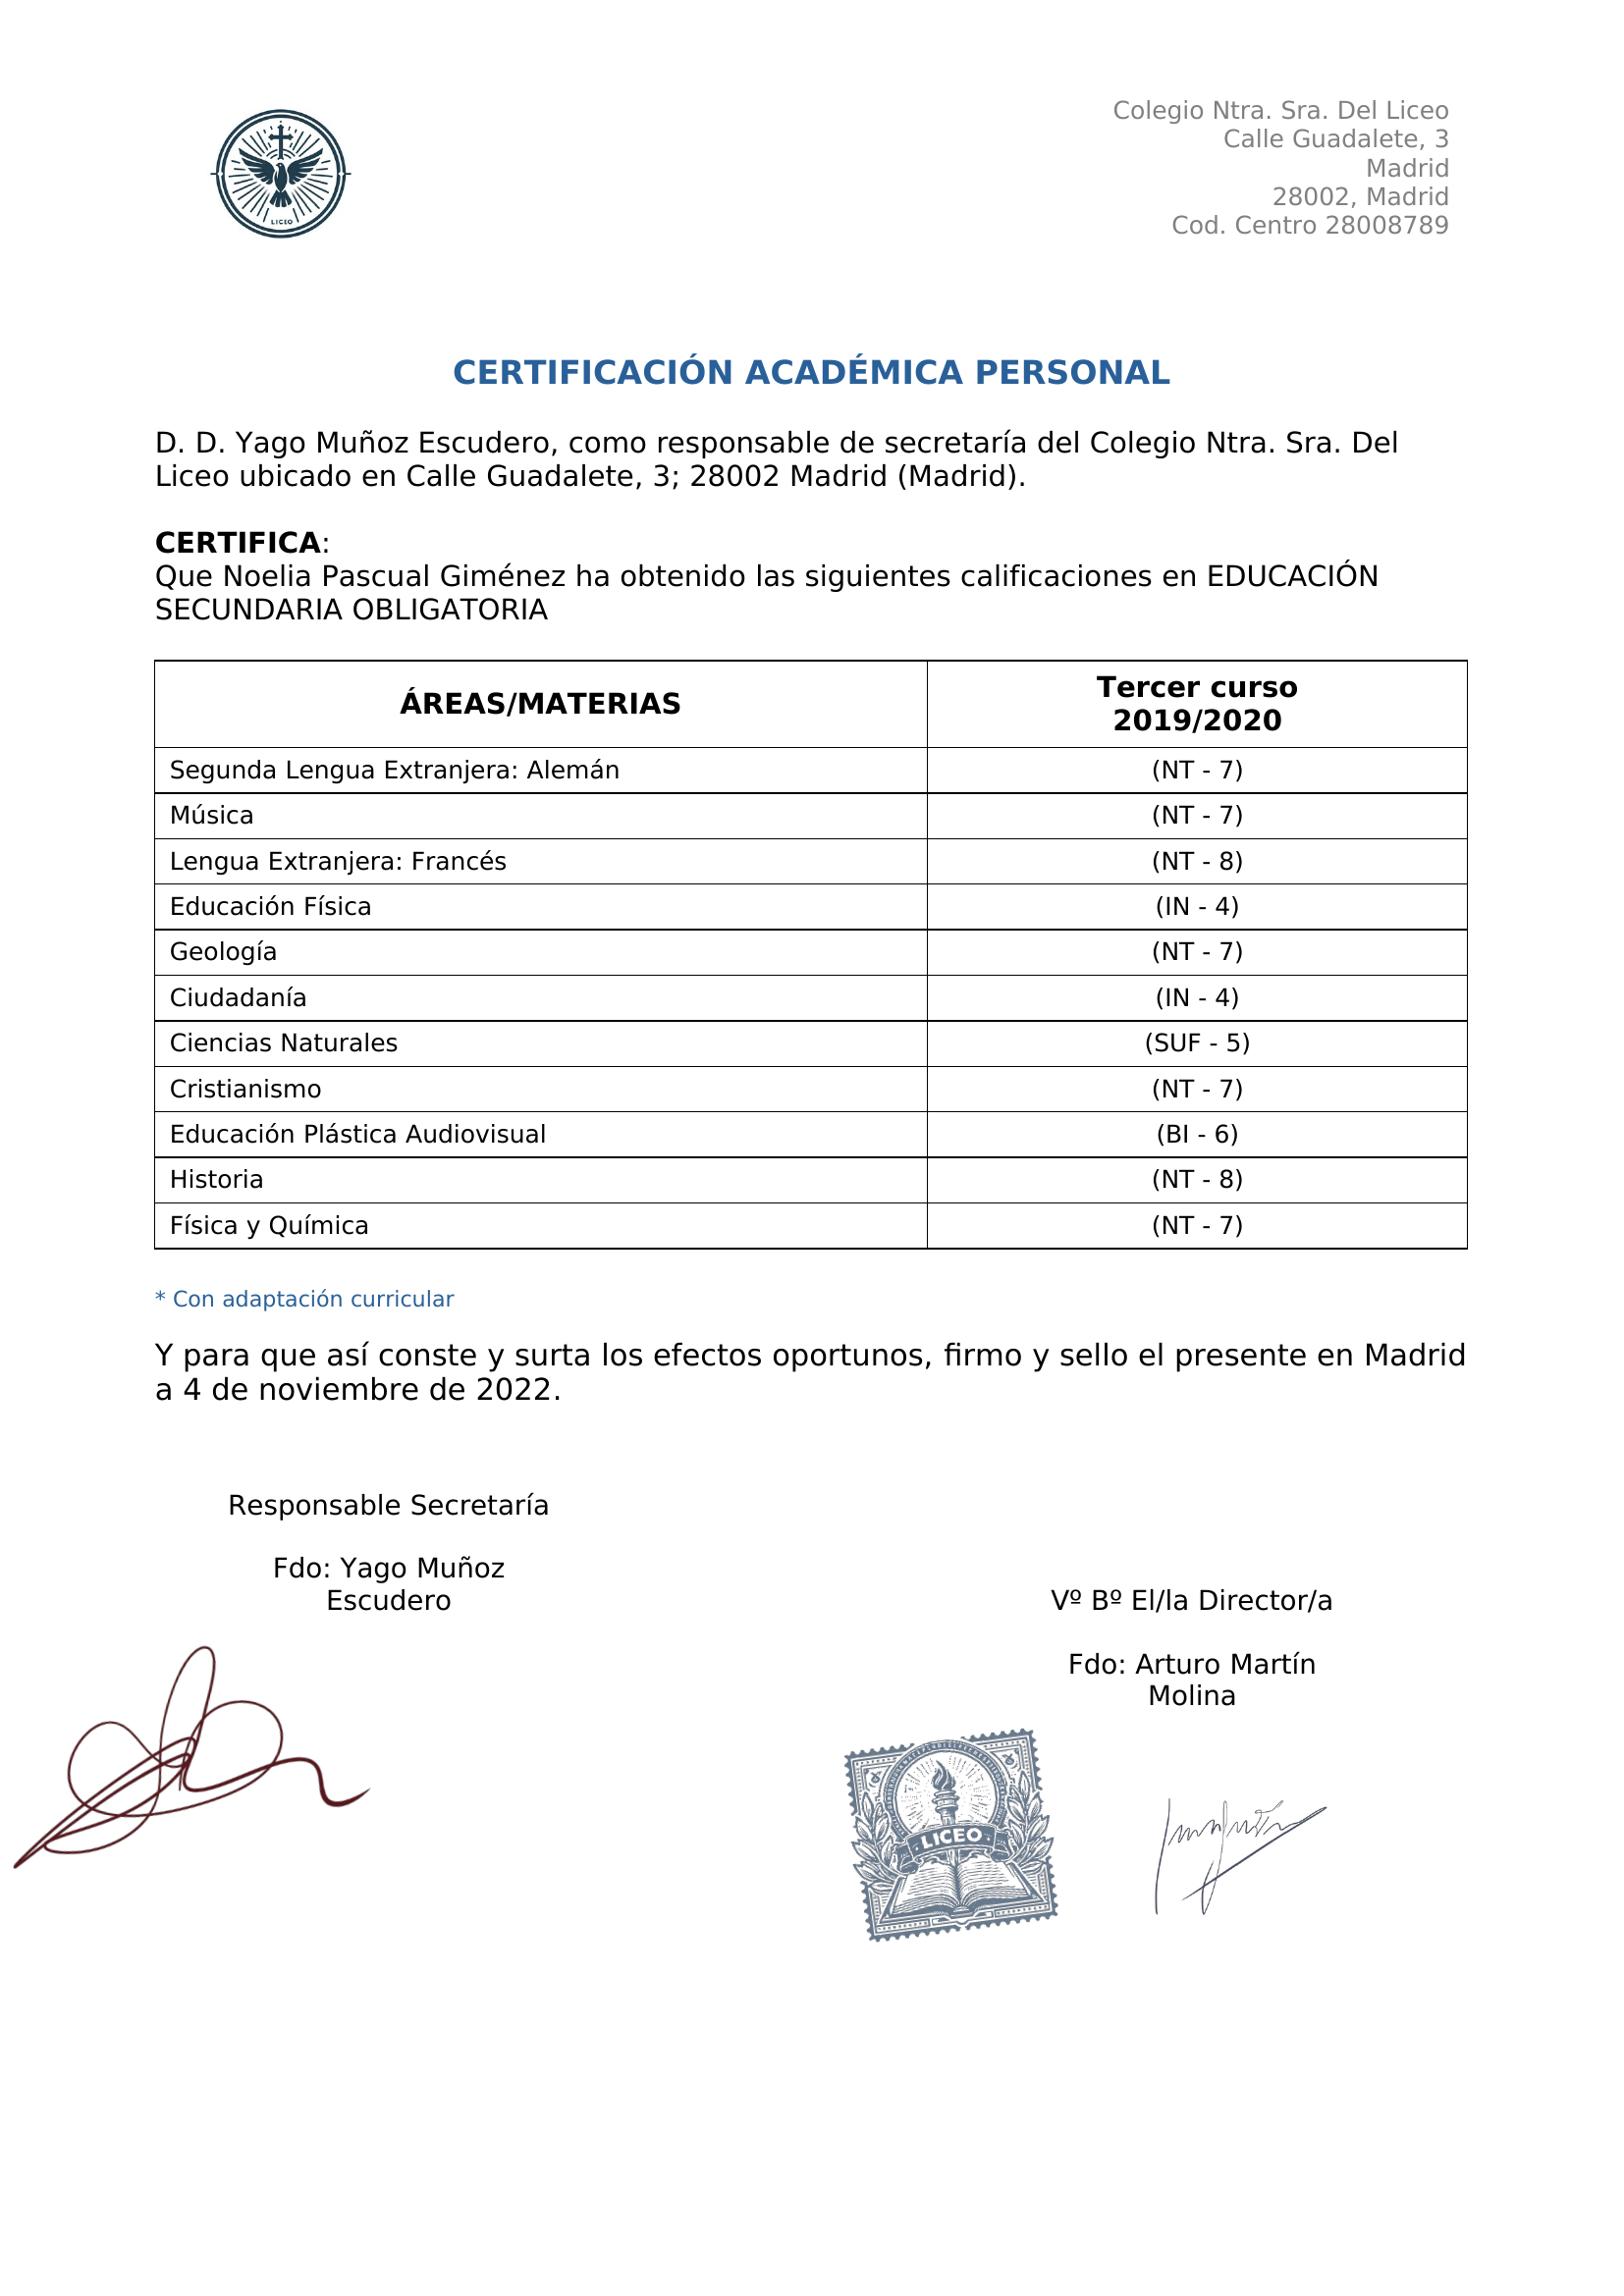 LICEO
Colegio Ntra. Sra. Del Liceo
Calle Guadalete, 3
Madrid
28002, Madrid
Cod. Centro 28008789
CERTIFICACIÓN ACADÉMICA PERSONAL
D. D. Yago Muñoz Escudero, como responsable de secretaría del Colegio Ntra. Sra. Del
Liceo ubicado en Calle Guadalete, 3; 28002 Madrid (Madrid).
CERTIFICA:
Que Noelia Pascual Giménez ha obtenido las siguientes calificaciones en EDUCACIÓN
SECUNDARIA OBLIGATORIA
ÁREAS/MATERIAS
Tercer curso
2019/2020
Segunda Lengua Extranjera: Alemán (NT - 7)
Música (NT - 7)
Lengua Extranjera: Francés (NT - 8)
Educación Física (IN - 4)
Geología (NT - 7)
Ciudadanía (IN - 4)
Ciencias Naturales (SUF - 5)
Cristianismo (NT - 7)
Educación Plástica Audiovisual (BI - 6)
Historia (NT - 8)
Física y Química (NT - 7)
* Con adaptación curricular
Y para que así conste y surta los efectos oportunos, firmo y sello el presente en Madrid
a 4 de noviembre de 2022.
Responsable Secretaría
Fdo: Yago Muñoz
Escudero
Vº Bº El/la Director/a
Fdo: Arturo Martín
Molina
LICEO